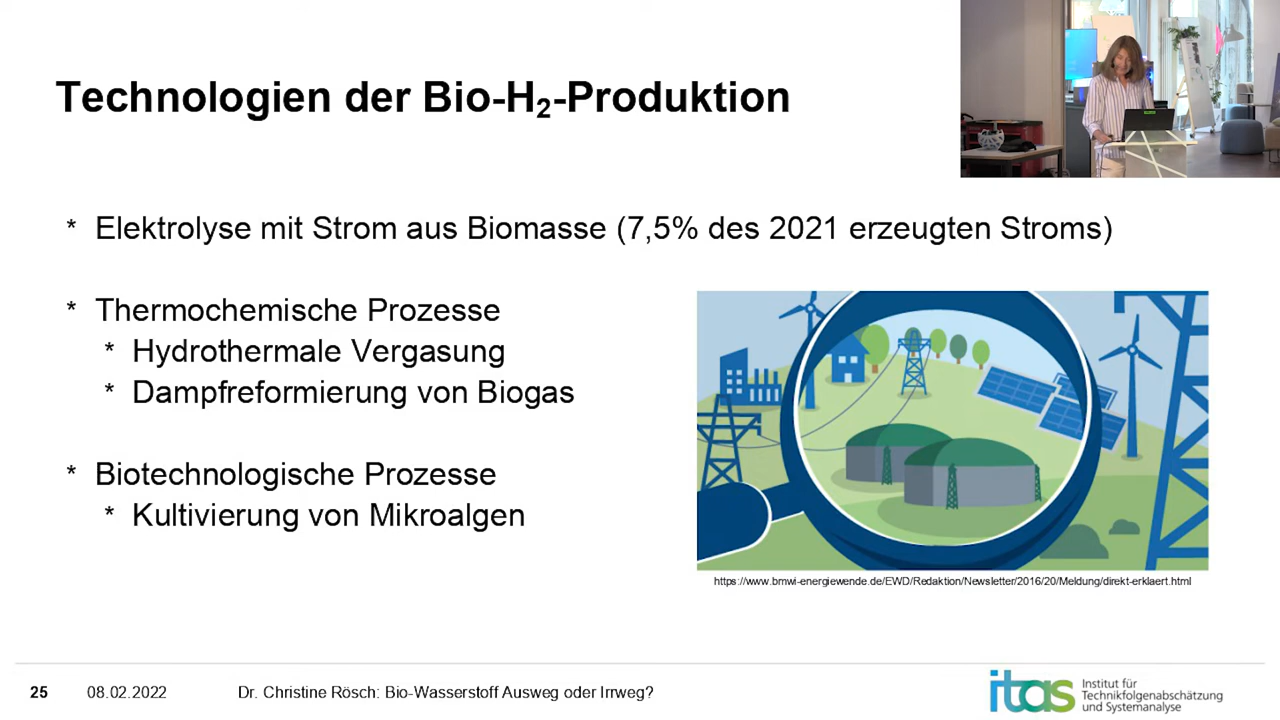 Technologien der Bio-H₂-Produktion
* Elektrolyse mit Strom aus Biomasse (7,5% des 2021 erzeugten Stroms)
* Thermochemische Prozesse
* Hydrothermale Vergasung
* Dampfreformierung von Biogas
* Biotechnologische Prozesse
* Kultivierung von Mikroalgen
https://www.bmwi-energiewende.de/EWD/Redaktion/Newsletter/2016/20/Meldung/direkt-erklaert.html
25 08.02.2022 Dr. Christine Rösch: Bio-Wasserstoff Ausweg oder Irrweg?
itas
Institut für
Technikfolgenabschätzung
und Systemanalyse